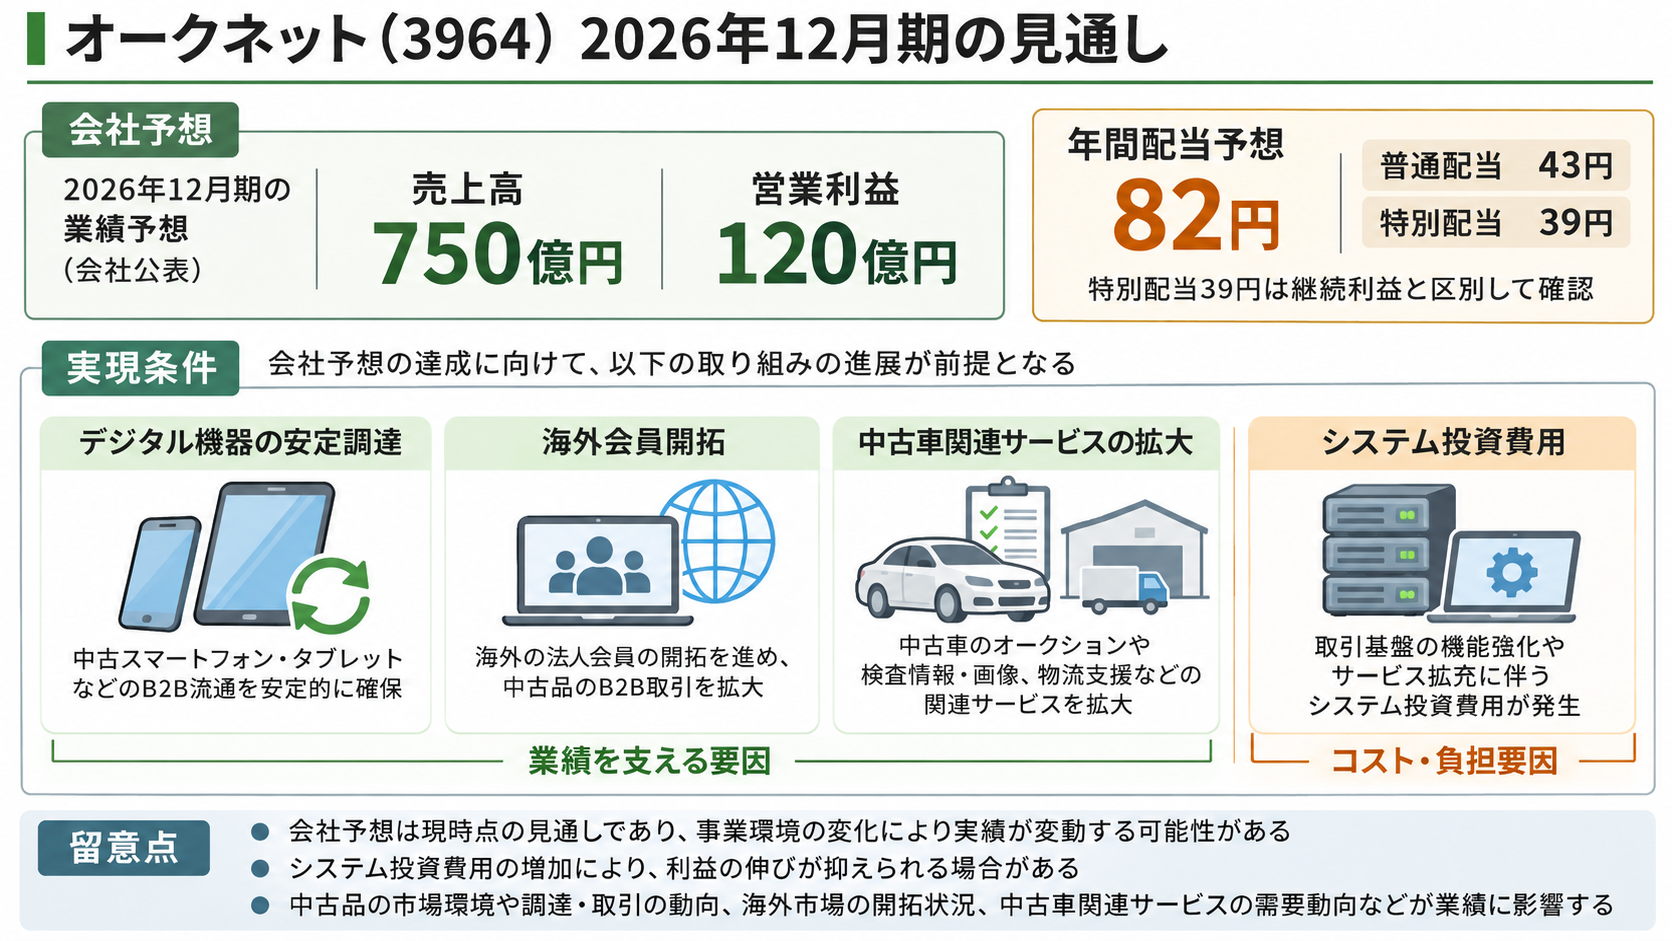 オークネット（3964） 2026年12月期の見通し
会社予想
2026年12月期の
業績予想
（会社公表）
売上高
750億円
営業利益
120億円
年間配当予想
82円
普通配当 43円
特別配当 39円
特別配当39円は継続利益と区別して確認
実現条件
会社予想の達成に向けて、以下の取り組みの進展が前提となる
デジタル機器の安定調達
中古スマートフォン・タブレット
などのB2B流通を安定的に確保
海外会員開拓
海外の法人会員の開拓を進め、
中古品のB2B取引を拡大
中古車関連サービスの拡大
中古車のオークションや
検査情報・画像、物流支援などの
関連サービスを拡大
システム投資費用
取引基盤の機能強化や
サービス拡充に伴う
システム投資費用が発生
業績を支える要因
コスト・負担要因
留意点
● 会社予想は現時点の見通しであり、事業環境の変化により実績が変動する可能性がある
● システム投資費用の増加により、利益の伸びが抑えられる場合がある
● 中古品の市場環境や調達・取引の動向、海外市場の開拓状況、中古車関連サービスの需要動向などが業績に影響する